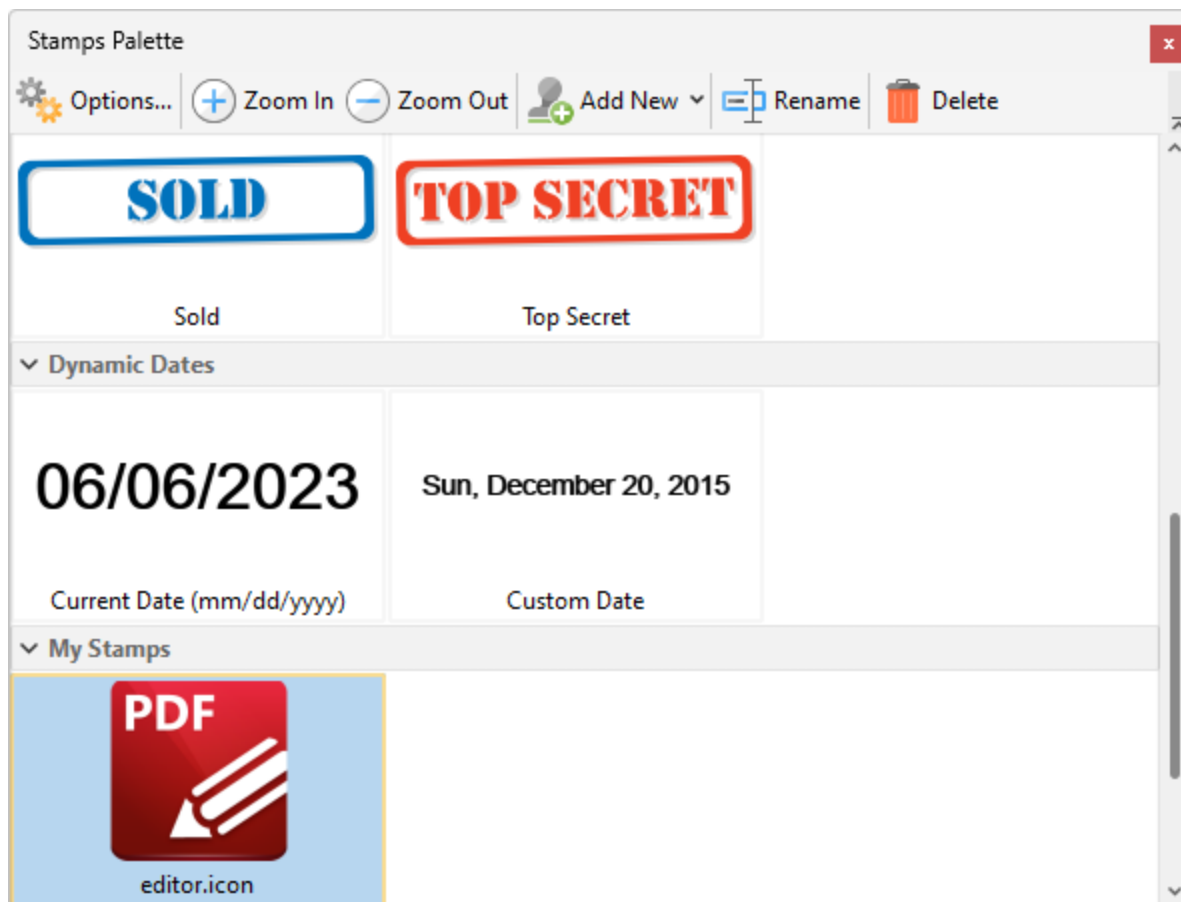 Stamps Palette
x
Options... Zoom In Zoom Out Add New Rename Delete
SOLD TOP SECRET
Sold Top Secret
Dynamic Dates
06/06/2023 Sun, December 20, 2015
Current Date (mm/dd/yyyy) Custom Date
My Stamps
PDF
editor.icon